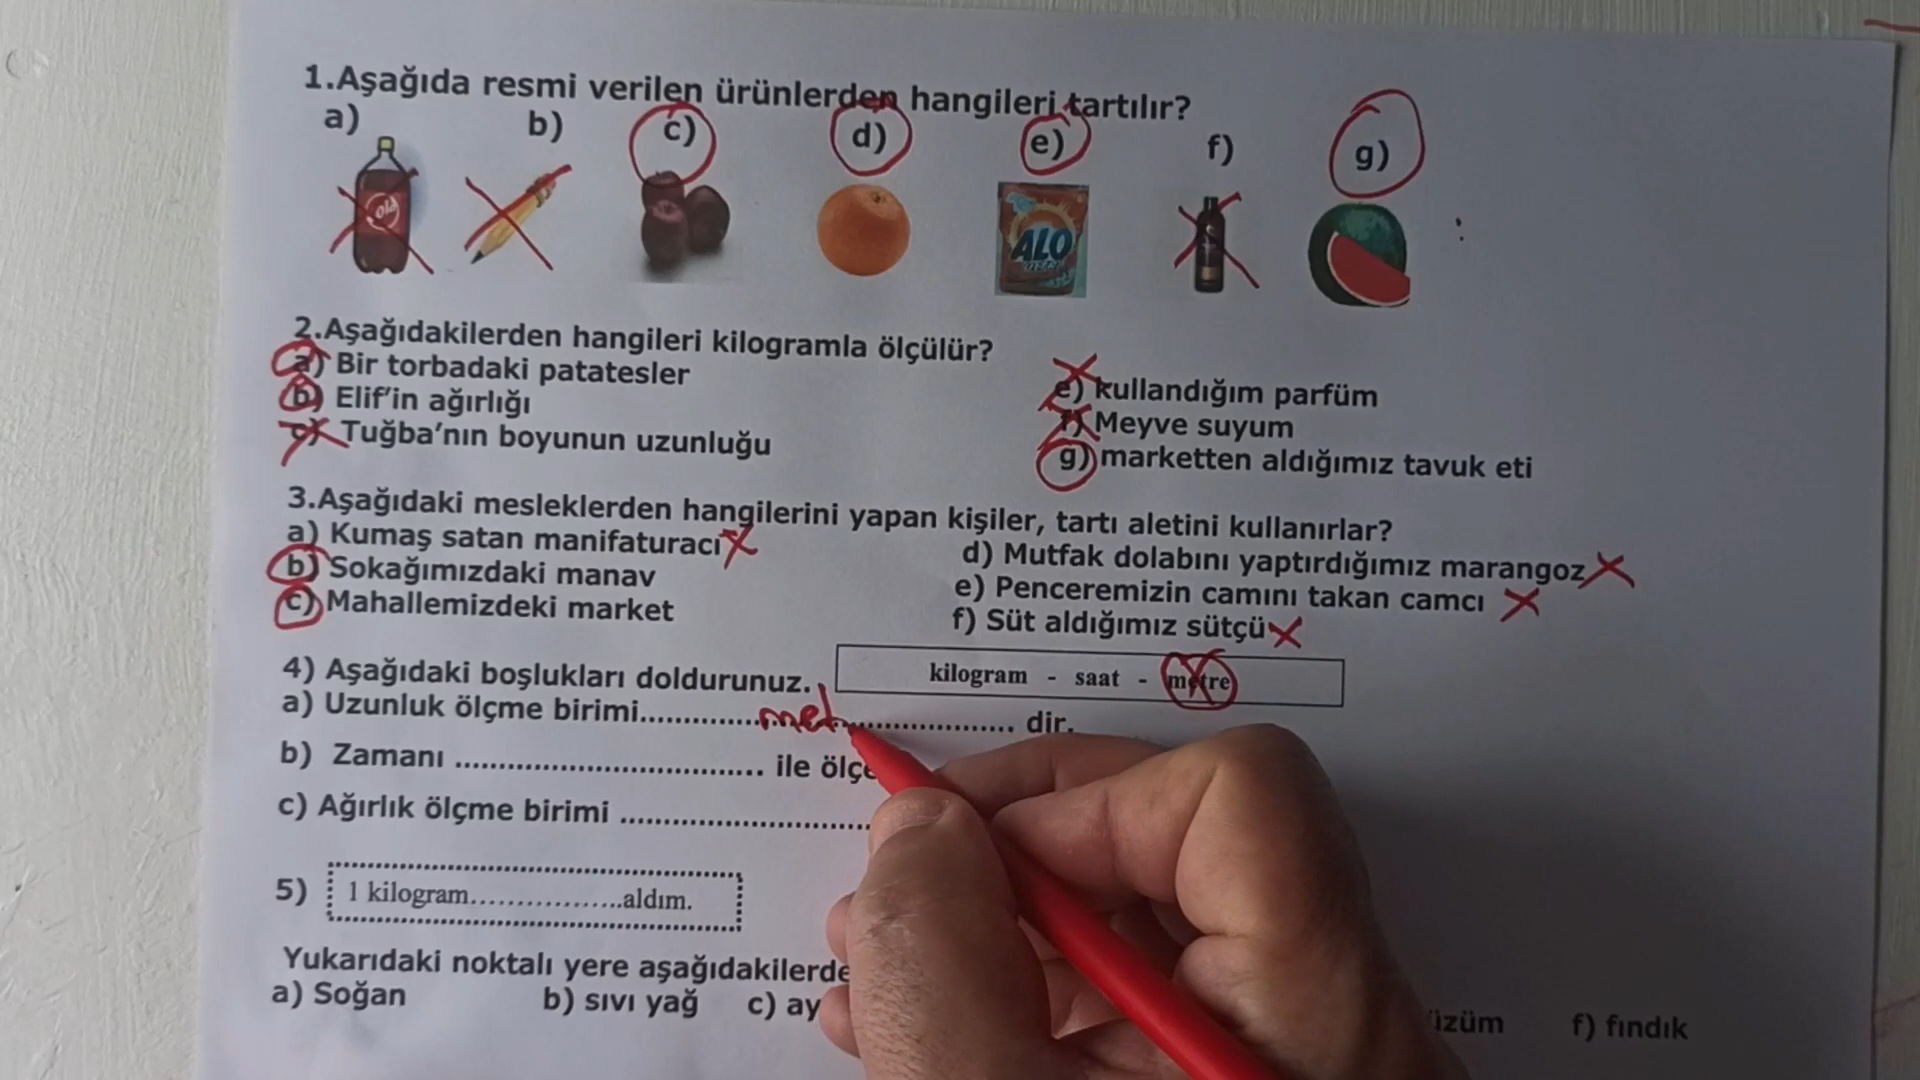 1.Aşağıda resmi verilen ürünlerden hangileri tartılır?
a) b) c) d) e) f) g)
ALO
2.Aşağıdakilerden hangileri kilogramla ölçülür?
a) Bir torbadaki patatesler
b) Elif’in ağırlığı
c) Tuğba’nın boyunun uzunluğu
e) kullandığım parfüm
f) Meyve suyum
g) marketten aldığımız tavuk eti
3.Aşağıdaki mesleklerden hangilerini yapan kişiler, tartı aletini kullanırlar?
a) Kumaş satan manifaturacı
b) Sokağımızdaki manav
c) Mahallemizdeki market
d) Mutfak dolabını yaptırdığımız marangoz
e) Penceremizin camını takan camcı
f) Süt aldığımız sütçü
4) Aşağıdaki boşlukları doldurunuz.
kilogram - saat - metre
a) Uzunluk ölçme birimi............met.................. dir.
b) Zamanı .................................. ile
c) Ağırlık ölçme birimi ............................
5) 1 kilogram..................aldım.
Yukarıdaki noktalı yere
a) Soğan b) sıvı yağ c) f) fındık